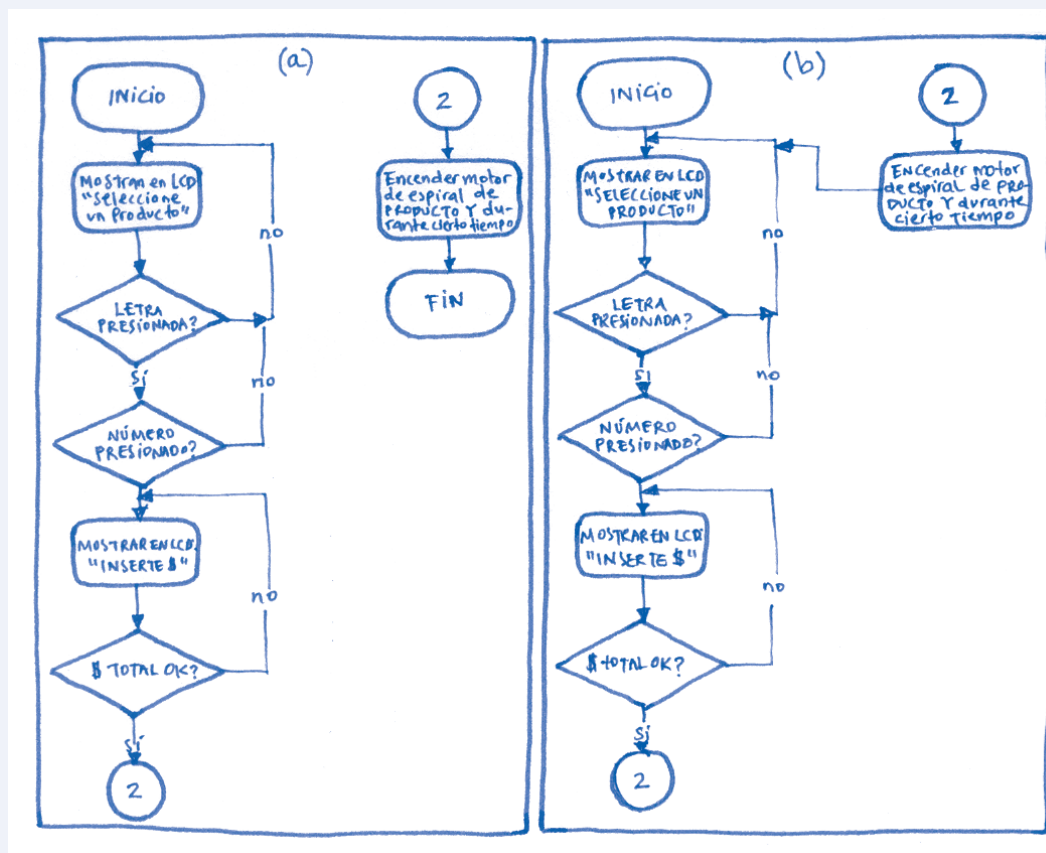 (a)
INICIO
Mostrar en LCD
"Seleccione
un Producto"
no
LETRA
PRESIONADA?
sí
no
NÚMERO
PRESIONADO?
MOSTRAR EN LCD.
"INSERTE $"
no
$ TOTAL OK?
sí
2
2
Encender motor
de espiral de
PRODUCTO Y du-
rante cierto tiempo
FIN
(b)
INICIO
MOSTRAR EN LCD
"SELECCIONE UN
PRODUCTO"
no
LETRA
PRESIONADA?
si
no
NÚMERO
PRESIONADO?
MOSTRAR EN LCD
"INSERTE $"
no
$ TOTAL OK?
Si
2
2
Encender motor
de espiral de PRO-
DUCTO Y durante
cierto Tiempo